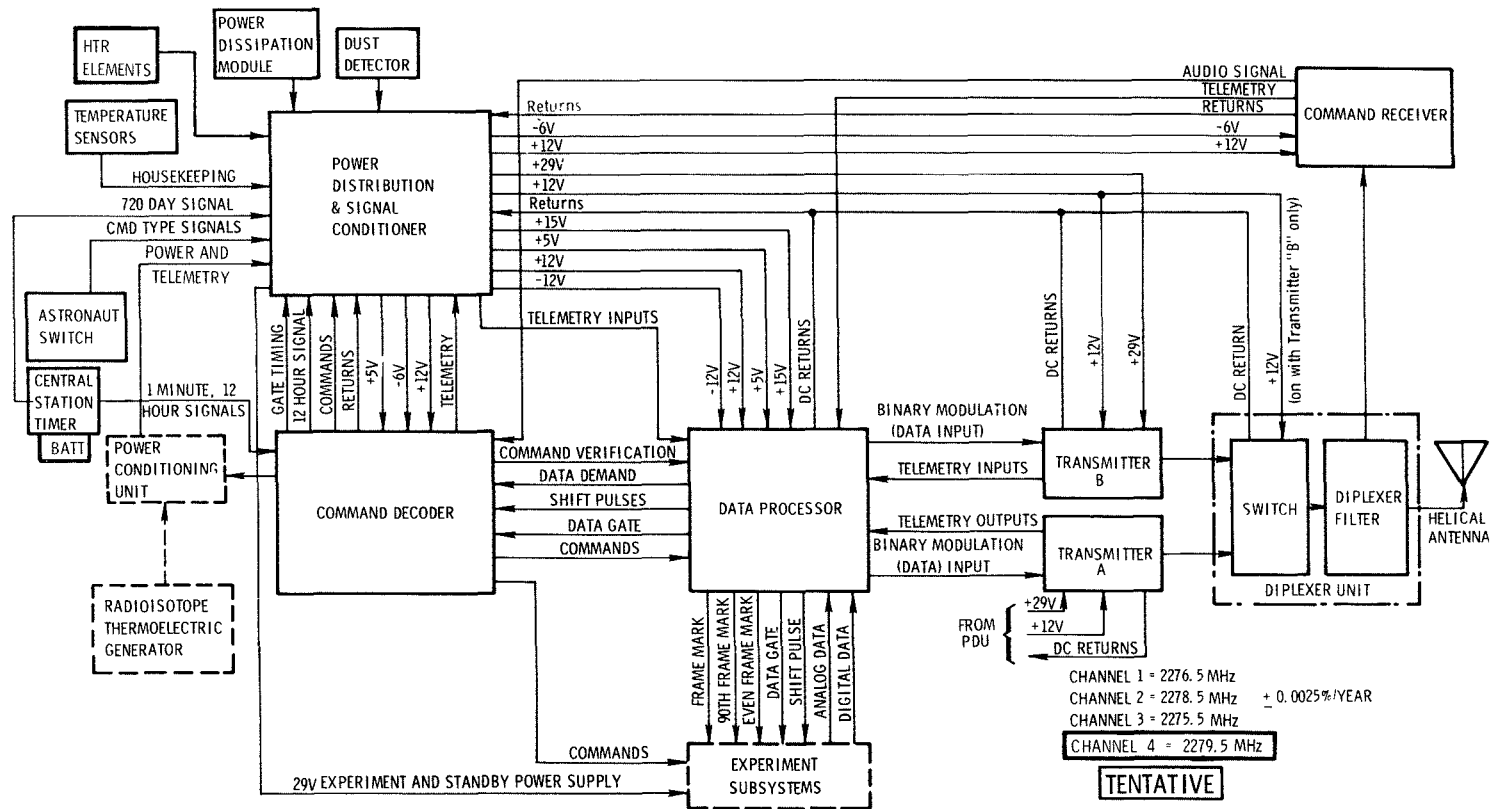 POWER
DISSIPATION
MODULE
HTR
ELEMENTS
DUST
DETECTOR
TEMPERATURE
SENSORS
HOUSEKEEPING
720 DAY SIGNAL
CMD TYPE SIGNALS
POWER AND
TELEMETRY
ASTRONAUT
SWITCH
CENTRAL
STATION
TIMER
BATT
1 MINUTE, 12
HOUR SIGNALS
POWER
CONDITIONING
UNIT
RADIOISOTOPE
THERMOELECTRIC
GENERATOR
POWER
DISTRIBUTION
& SIGNAL
CONDITIONER
AUDIO SIGNAL
TELEMETRY
RETURNS
COMMAND RECEIVER
-6V
+12V
Returns
-6V
+12V
+29V
+12V
Returns
+15V
+5V
+12V
-12V
TELEMETRY INPUTS
GATE TIMING
12 HOUR SIGNAL
COMMANDS
RETURNS
+5V
-6V
+12V
TELEMETRY
-12V
+12V
+5V
+15V
DC RETURNS
DC RETURNS
+12V
+29V
DC RETURN
+12V
(on with Transmitter "B" only)
COMMAND DECODER
COMMAND VERIFICATION
DATA DEMAND
SHIFT PULSES
DATA GATE
COMMANDS
DATA PROCESSOR
BINARY MODULATION
(DATA INPUT)
TELEMETRY INPUTS
TELEMETRY OUTPUTS
BINARY MODULATION
(DATA) INPUT
TRANSMITTER
B
TRANSMITTER
A
SWITCH
DIPLEXER
FILTER
DIPLEXER UNIT
HELICAL
ANTENNA
FROM
PDU
+29V
+12V
DC RETURNS
FRAME MARK
90TH FRAME MARK
EVEN FRAME MARK
DATA GATE
SHIFT PULSE
ANALOG DATA
DIGITAL DATA
COMMANDS
29V EXPERIMENT AND STANDBY POWER SUPPLY
EXPERIMENT
SUBSYSTEMS
CHANNEL 1 = 2276.5 MHz
CHANNEL 2 = 2278.5 MHz ± 0.0025%/YEAR
CHANNEL 3 = 2275.5 MHz
CHANNEL 4 = 2279.5 MHz
TENTATIVE